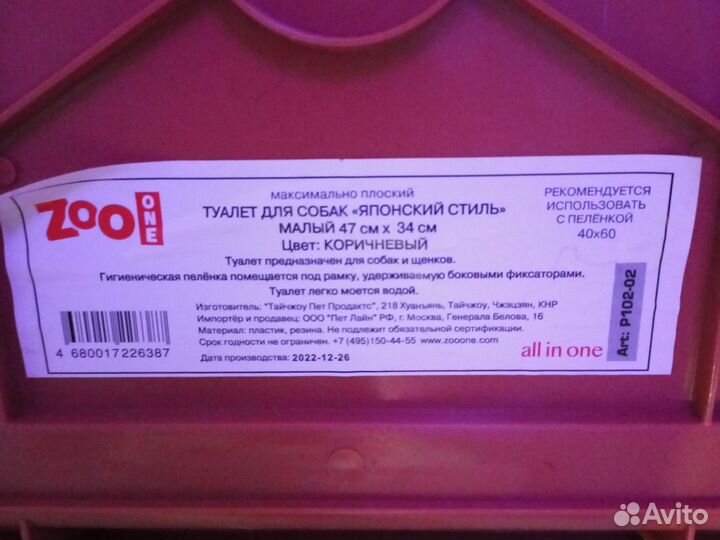 ZOO ONE
максимально плоский
ТУАЛЕТ ДЛЯ СОБАК «ЯПОНСКИЙ СТИЛЬ»
МАЛЫЙ 47 см х 34 см
Цвет: КОРИЧНЕВЫЙ
РЕКОМЕНДУЕТСЯ
ИСПОЛЬЗОВАТЬ
С ПЕЛЁНКОЙ
40х60
Туалет предназначен для собак и щенков.
Гигиеническая пелёнка помещается под рамку, удерживаемую боковыми фиксаторами.
Туалет легко моется водой.
Изготовитель: "Тайчжоу Пет Продактс", 218 Хуанъянь, Тайчжоу, Чжэцзян, КНР
Импортёр и продавец: ООО "Пет Лайн" РФ, г. Москва, Генерала Белова, 16
Материал: пластик, резина. Не подлежит обязательной сертификации.
Срок годности не ограничен. +7 (495)150-44-55 www.zooone.com
Дата производства: 2022-12-26
4 680017 226387
all in one
Art: P102-02
Avito